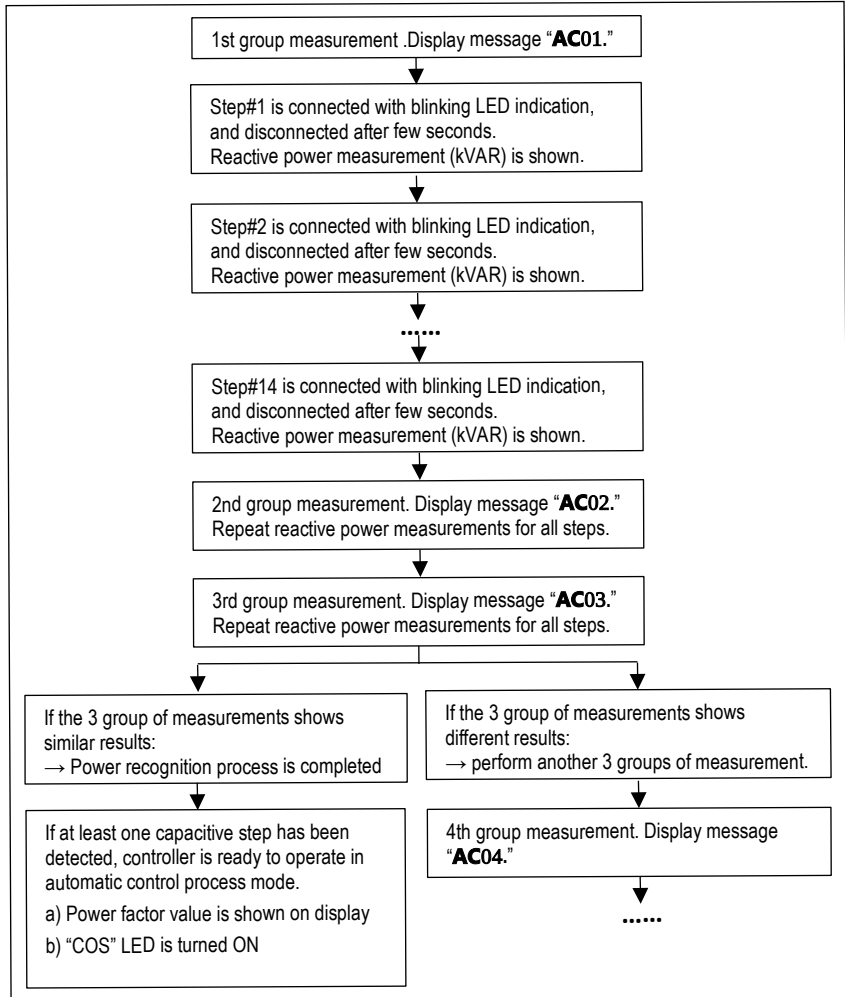 1st group measurement .Display message “AC01.”
Step#1 is connected with blinking LED indication,
and disconnected after few seconds.
Reactive power measurement (kVAR) is shown.
Step#2 is connected with blinking LED indication,
and disconnected after few seconds.
Reactive power measurement (kVAR) is shown.
......
Step#14 is connected with blinking LED indication,
and disconnected after few seconds.
Reactive power measurement (kVAR) is shown.
2nd group measurement. Display message “AC02.”
Repeat reactive power measurements for all steps.
3rd group measurement. Display message “AC03.”
Repeat reactive power measurements for all steps.
If the 3 group of measurements shows
similar results:
→ Power recognition process is completed
If at least one capacitive step has been
detected, controller is ready to operate in
automatic control process mode.
a) Power factor value is shown on display
b) “COS” LED is turned ON
If the 3 group of measurements shows
different results:
→ perform another 3 groups of measurement.
4th group measurement. Display message
“AC04.”
......